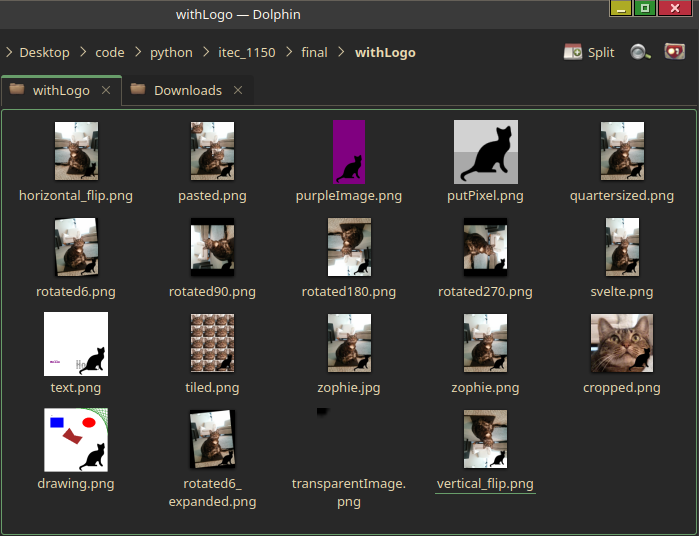 withLogo — Dolphin
Desktop > code > python > itec_1150 > final > withLogo
Split
withLogo
Downloads
horizontal_flip.png
pasted.png
purpleImage.png
putPixel.png
quartersized.png
rotated6.png
rotated90.png
rotated180.png
rotated270.png
svelte.png
text.png
tiled.png
zophie.jpg
zophie.png
cropped.png
drawing.png
rotated6_
expanded.png
transparentImage.
png
vertical_flip.png